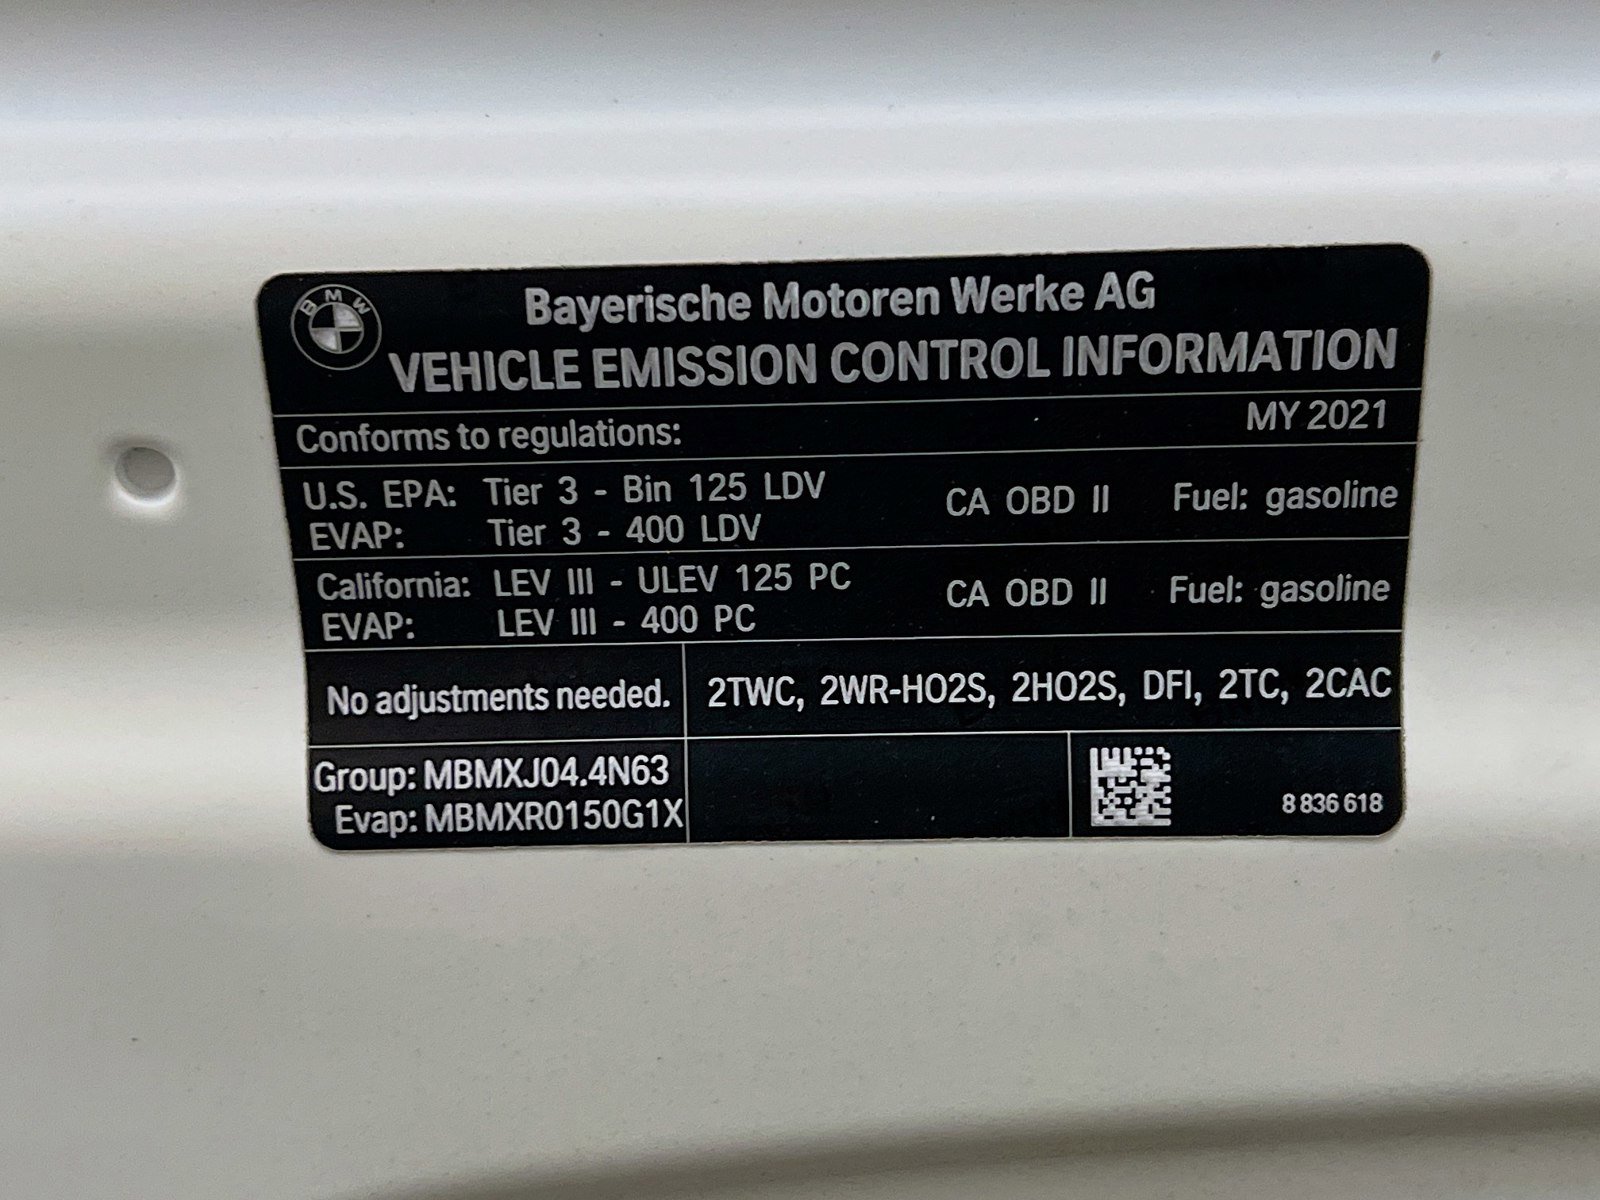 BMW
Bayerische Motoren Werke AG
VEHICLE EMISSION CONTROL INFORMATION
Conforms to regulations: MY 2021
U.S. EPA: Tier 3 - Bin 125 LDV CA OBD II Fuel: gasoline
EVAP: Tier 3 - 400 LDV
California: LEV III - ULEV 125 PC CA OBD II Fuel: gasoline
EVAP: LEV III - 400 PC
No adjustments needed. 2TWC, 2WR-HO2S, 2HO2S, DFI, 2TC, 2CAC
Group: MBMXJ04.4N63
Evap: MBMXR0150G1X
8 836 618